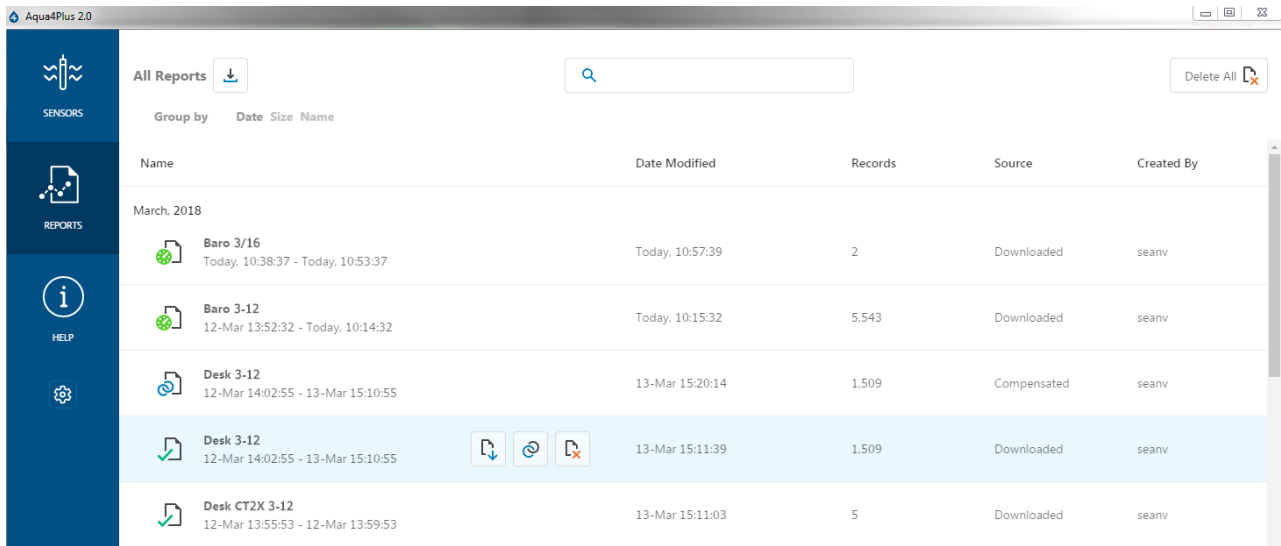 Aqua4Plus 2.0
SENSORS
REPORTS
HELP
All Reports
Delete All
Group by Date Size Name
Name Date Modified Records Source Created By
March, 2018
Baro 3/16
Today, 10:38:37 - Today, 10:53:37
Today, 10:57:39 2 Downloaded seanv
Baro 3-12
12-Mar 13:52:32 - Today, 10:14:32
Today, 10:15:32 5,543 Downloaded seanv
Desk 3-12
12-Mar 14:02:55 - 13-Mar 15:10:55
13-Mar 15:20:14 1,509 Compensated seanv
Desk 3-12
12-Mar 14:02:55 - 13-Mar 15:10:55
13-Mar 15:11:39 1,509 Downloaded seanv
Desk CT2X 3-12
12-Mar 13:55:53 - 12-Mar 13:59:53
13-Mar 15:11:03 5 Downloaded seanv